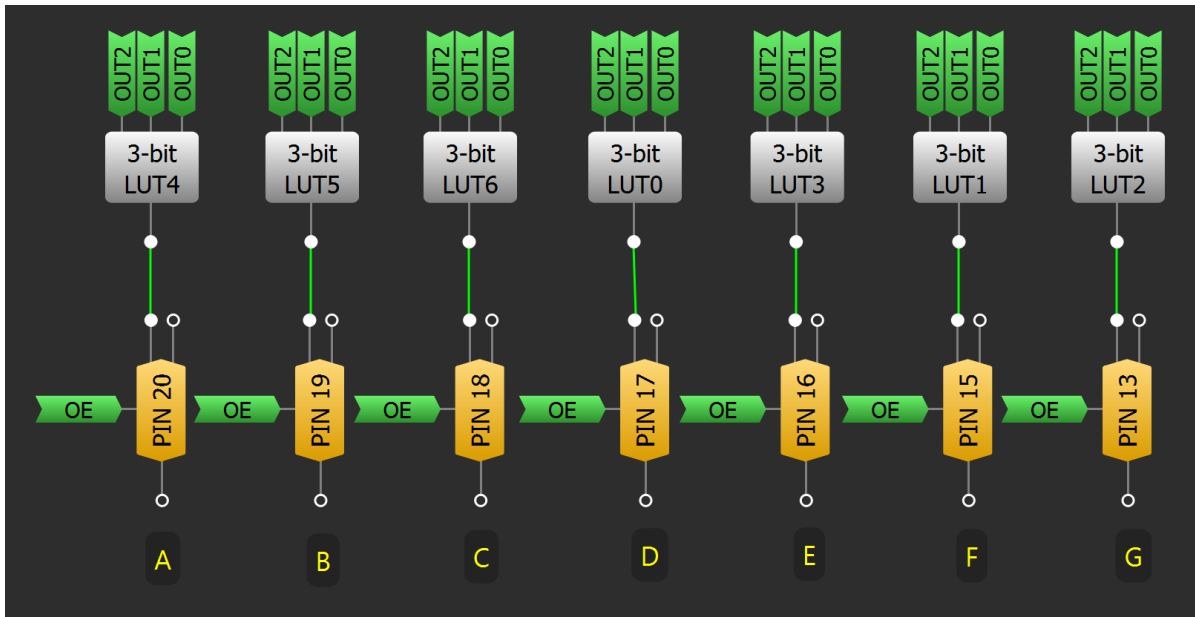 OUT2 OUT1 OUT0 OUT2 OUT1 OUT0 OUT2 OUT1 OUT0 OUT2 OUT1 OUT0 OUT2 OUT1 OUT0 OUT2 OUT1 OUT0 OUT2 OUT1 OUT0
3-bit 3-bit 3-bit 3-bit 3-bit 3-bit 3-bit
LUT4 LUT5 LUT6 LUT0 LUT3 LUT1 LUT2
OE PIN 20 OE PIN 19 OE PIN 18 OE PIN 17 OE PIN 16 OE PIN 15 OE PIN 13
A B C D E F G